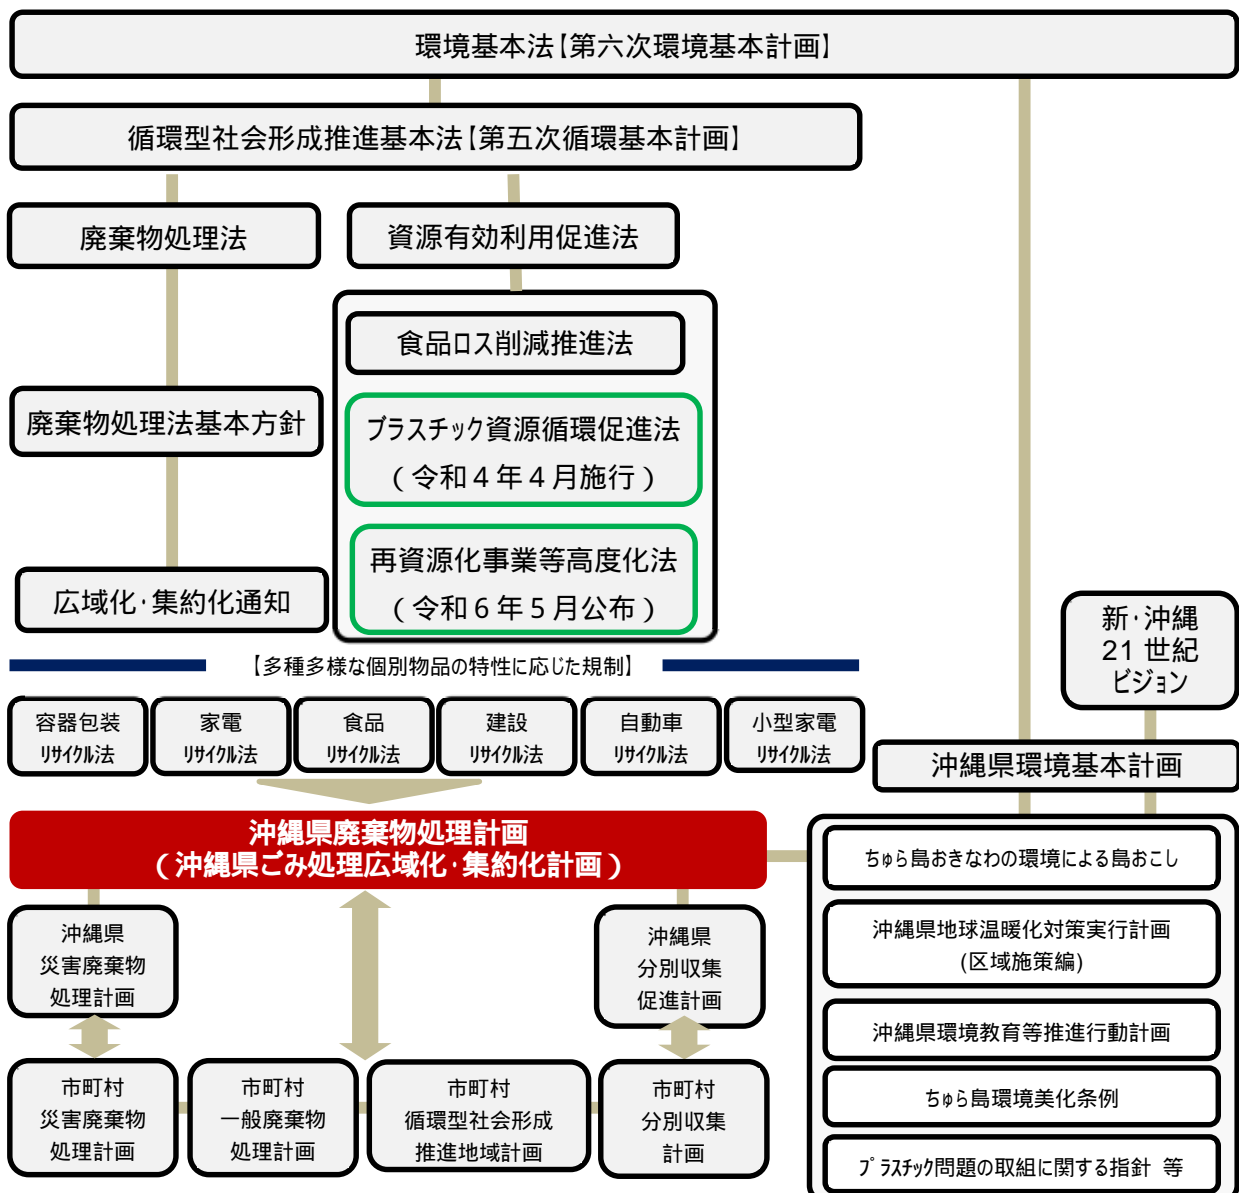 環境基本法【第六次環境基本計画】
循環型社会形成推進基本法【第五次循環基本計画】
廃棄物処理法
資源有効利用促進法
食品ロス削減推進法
廃棄物処理法基本方針
プラスチック資源循環促進法
（令和４年４月施行）
再資源化事業等高度化法
（令和６年５月公布）
広域化・集約化通知
新・沖縄
21 世紀
ビジョン
【多種多様な個別物品の特性に応じた規制】
容器包装
リサイクル法
家電
リサイクル法
食品
リサイクル法
建設
リサイクル法
自動車
リサイクル法
小型家電
リサイクル法
沖縄県環境基本計画
沖縄県廃棄物処理計画
（沖縄県ごみ処理広域化・集約化計画）
ちゅら島おきなわの環境による島おこし
沖縄県地球温暖化対策実行計画
(区域施策編)
沖縄県環境教育等推進行動計画
ちゅら島環境美化条例
プラスチック問題の取組に関する指針 等
沖縄県
災害廃棄物
処理計画
沖縄県
分別収集
促進計画
市町村
災害廃棄物
処理計画
市町村
一般廃棄物
処理計画
市町村
循環型社会形成
推進地域計画
市町村
分別収集
計画